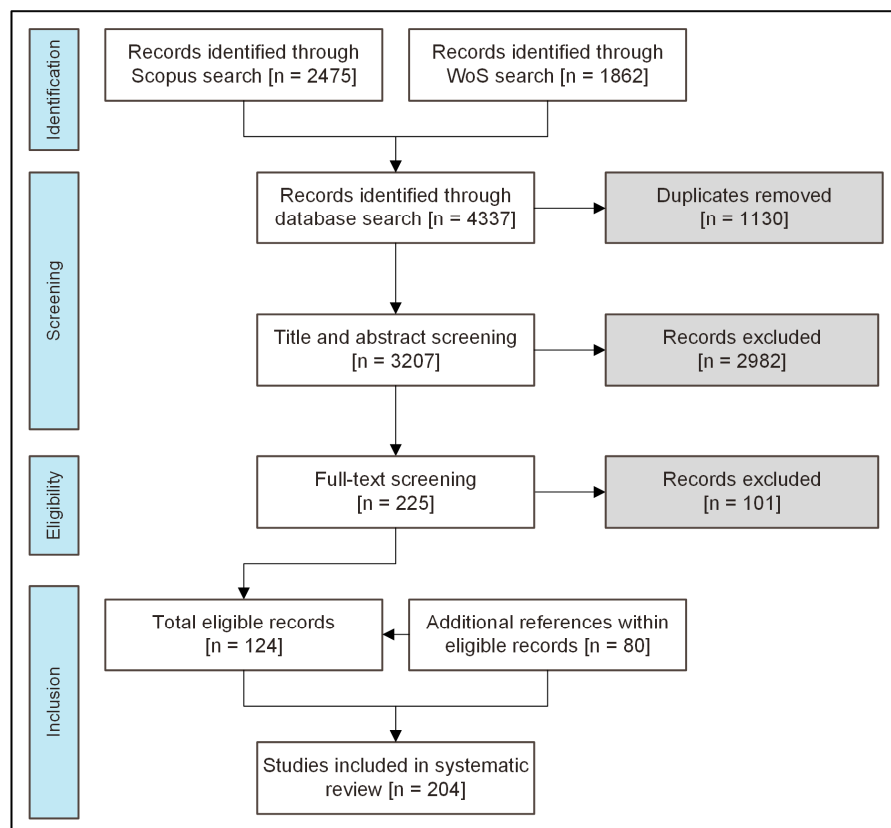 Identification
Records identified through
Scopus search [n = 2475]
Records identified through
WoS search [n = 1862]
Screening
Records identified through
database search [n = 4337]
Duplicates removed
[n = 1130]
Title and abstract screening
[n = 3207]
Records excluded
[n = 2982]
Eligibility
Full-text screening
[n = 225]
Records excluded
[n = 101]
Inclusion
Total eligible records
[n = 124]
Additional references within
eligible records [n = 80]
Studies included in systematic
review [n = 204]